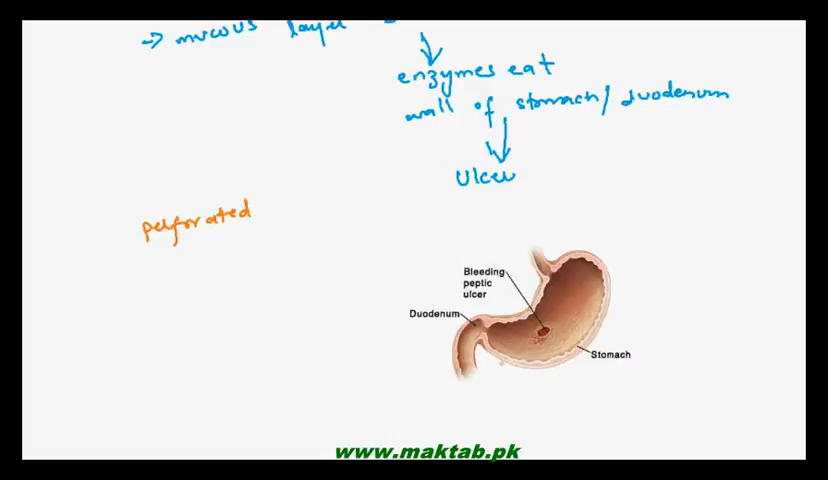 → mucous layer
enzymes eat
wall of stomach/duodenum
Ulcer
perforated
Bleeding
peptic
ulcer
Duodenum
Stomach
www.maktab.pk